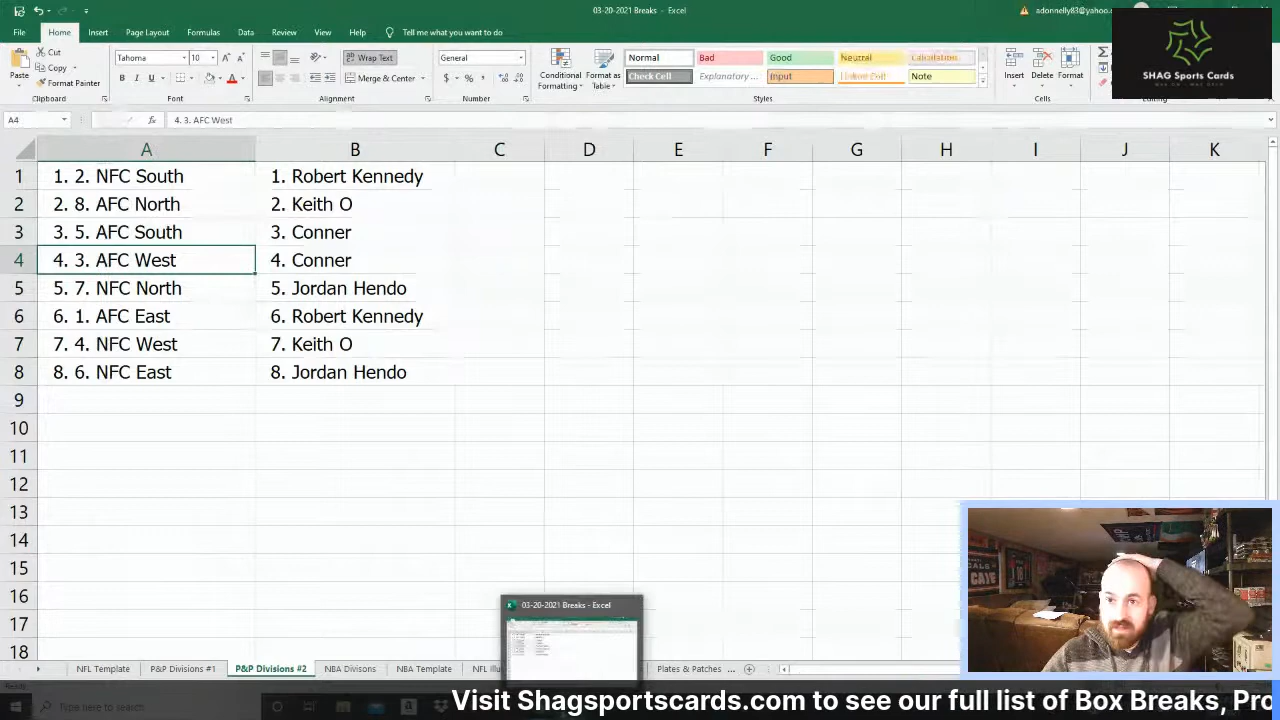 03-20-2021 Breaks - Excel
adonnelly83@yahoo.
File Home Insert Page Layout Formulas Data Review View Help Tell me what you want to do
SHAG Sports Cards
Cut
Copy
Format Painter
Paste
Clipboard
Tahoma 10
B I U
Font
Wrap Text
Merge & Center
Alignment
General
$ % ,
Number
Conditional Formatting
Format as Table
Normal Bad Good Neutral Calculation
Check Cell Explanatory ... Input Linked Cell Note
Styles
Insert Delete Format
Cells
Editing
A4 fx 4. 3. AFC West
A B C D E F G H I J K
1 1. 2. NFC South 1. Robert Kennedy
2 2. 8. AFC North 2. Keith O
3 3. 5. AFC South 3. Conner
4 4. 3. AFC West 4. Conner
5 5. 7. NFC North 5. Jordan Hendo
6 6. 1. AFC East 6. Robert Kennedy
7 7. 4. NFC West 7. Keith O
8 8. 6. NFC East 8. Jordan Hendo
9
10
11
12
13
14
15
16
17
18
03-20-2021 Breaks - Excel
NFL Template P&P Divisions #1 P&P Divisions #2 NBA Divisons NBA Template NFL Illu Plates & Patches ...
Type here to search
Visit Shagsportscards.com to see our full list of Box Breaks, Pro